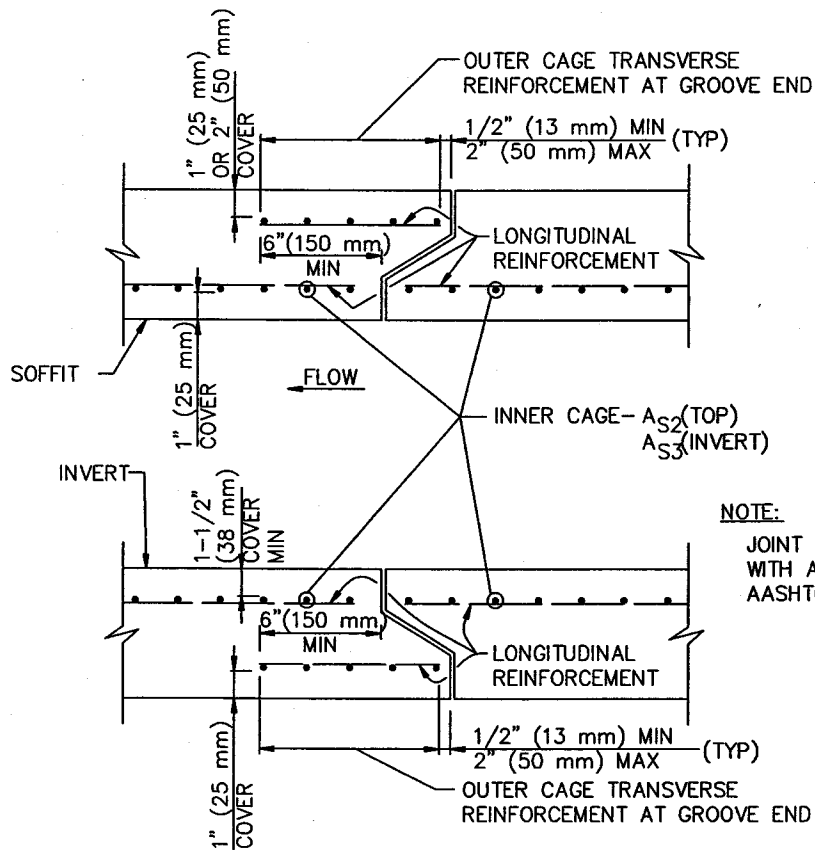 OUTER CAGE TRANSVERSE
REINFORCEMENT AT GROOVE END
1" (25 mm)
OR 2" (50 mm)
COVER
1/2" (13 mm) MIN
2" (50 mm) MAX
(TYP)
6"(150 mm)
MIN
LONGITUDINAL
REINFORCEMENT
SOFFIT
1" (25 mm)
COVER
FLOW
INNER CAGE- AS2(TOP)
AS3(INVERT)
INVERT
1-1/2"
(38 mm)
COVER
MIN
NOTE:
JOINT
WITH A
AASHT
6"(150 mm)
MIN
LONGITUDINAL
REINFORCEMENT
1" (25 mm)
COVER
1/2" (13 mm) MIN
2" (50 mm) MAX
(TYP)
OUTER CAGE TRANSVERSE
REINFORCEMENT AT GROOVE END